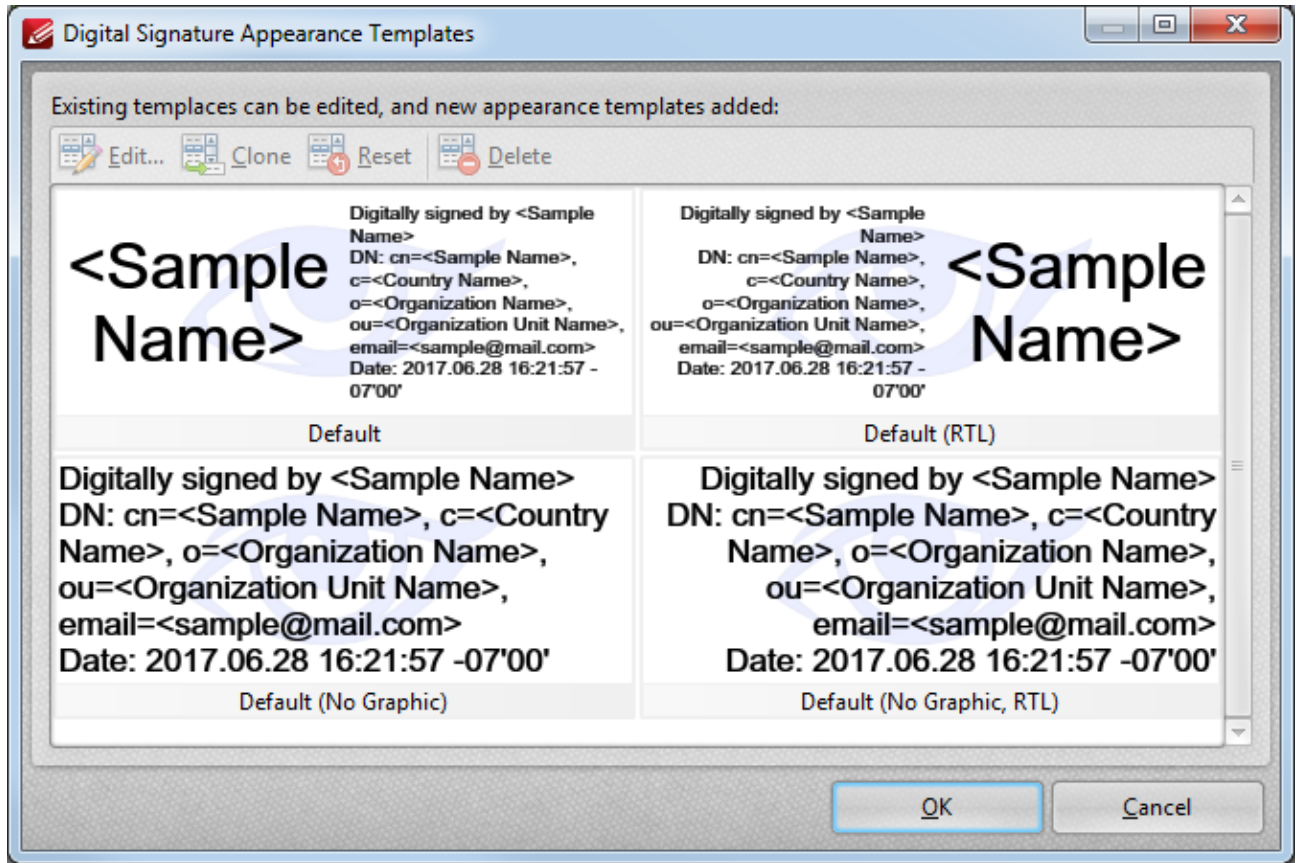 Digital Signature Appearance Templates
Existing templaces can be edited, and new appearance templates added:
Edit... Clone Reset Delete
<Sample
Name>
Digitally signed by <Sample
Name>
DN: cn=<Sample Name>,
c=<Country Name>,
o=<Organization Name>,
ou=<Organization Unit Name>,
email=<sample@mail.com>
Date: 2017.06.28 16:21:57 -
07'00'
Default
Digitally signed by <Sample
Name>
DN: cn=<Sample Name>,
c=<Country Name>,
o=<Organization Name>,
ou=<Organization Unit Name>,
email=<sample@mail.com>
Date: 2017.06.28 16:21:57 -
07'00'
<Sample
Name>
Default (RTL)
Digitally signed by <Sample Name>
DN: cn=<Sample Name>, c=<Country
Name>, o=<Organization Name>,
ou=<Organization Unit Name>,
email=<sample@mail.com>
Date: 2017.06.28 16:21:57 -07'00'
Default (No Graphic)
Digitally signed by <Sample Name>
DN: cn=<Sample Name>, c=<Country
Name>, o=<Organization Name>,
ou=<Organization Unit Name>,
email=<sample@mail.com>
Date: 2017.06.28 16:21:57 -07'00'
Default (No Graphic, RTL)
OK Cancel